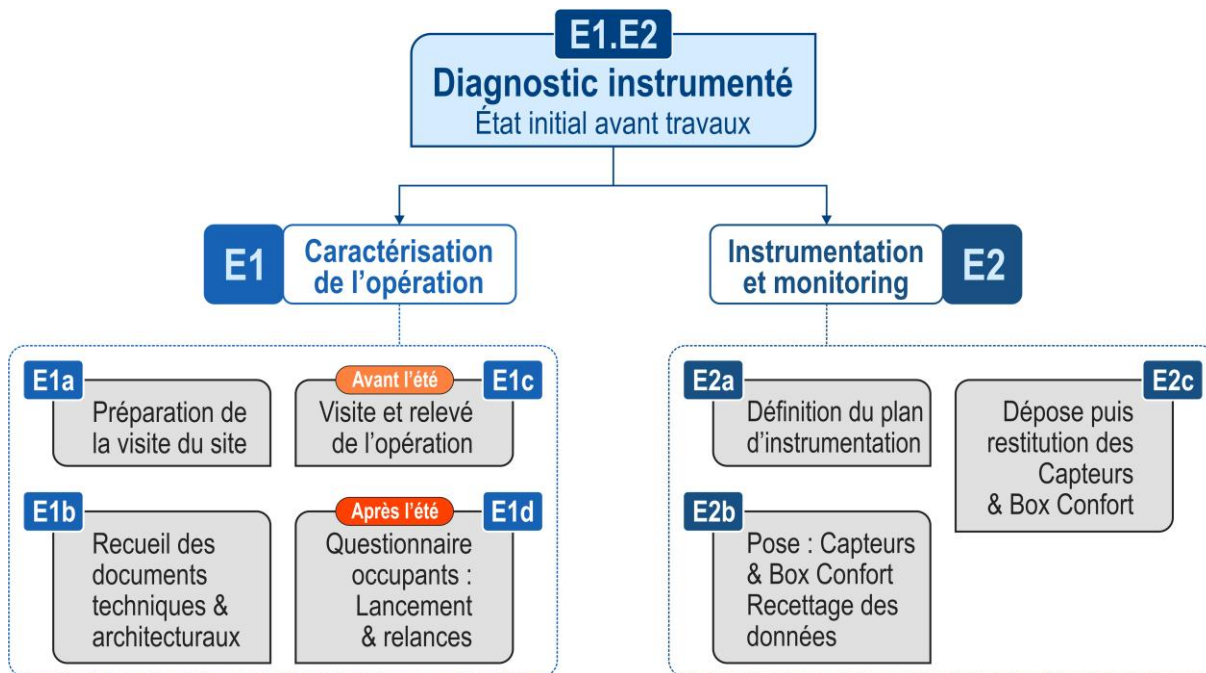 E1.E2
Diagnostic instrumenté
État initial avant travaux
E1
Caractérisation
de l’opération
Instrumentation
et monitoring
E2
E1a
Préparation de
la visite du site
Avant l’été
E1c
Visite et relevé
de l’opération
E1b
Recueil des
documents
techniques &
architecturaux
Après l’été
E1d
Questionnaire
occupants :
Lancement
& relances
E2a
Définition du plan
d’instrumentation
E2c
Dépose puis
restitution des
Capteurs
& Box Confort
E2b
Pose : Capteurs
& Box Confort
Recettage des
données